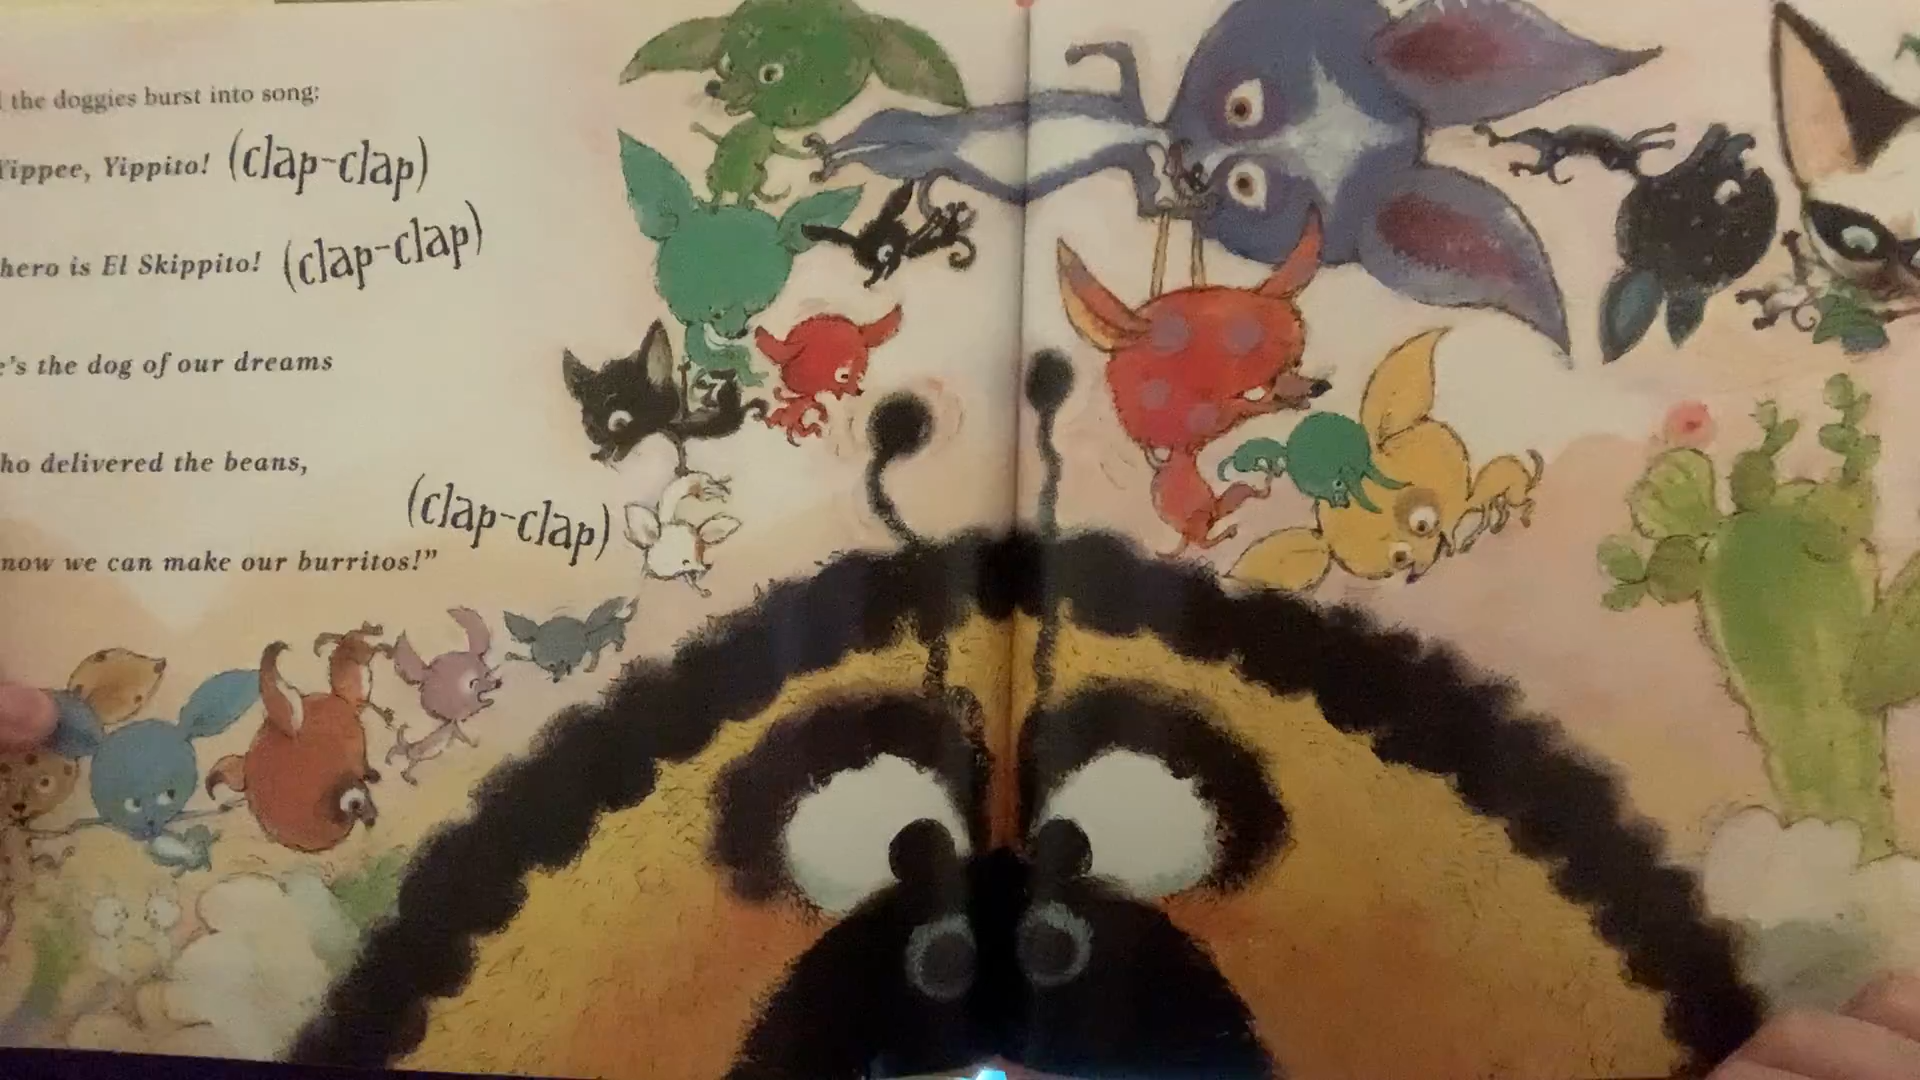 the doggies burst into song:
Yippee, Yippito! (clap-clap)
hero is El Skippito! (clap-clap)
's the dog of our dreams
ho delivered the beans,
(clap-clap)
now we can make our burritos!"